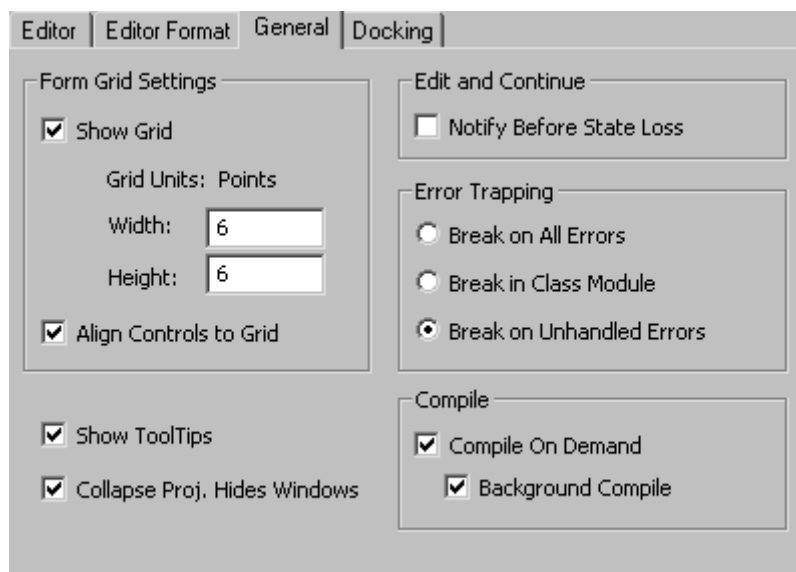 Editor
Editor Format
General
Docking
Form Grid Settings
Show Grid
Grid Units: Points
Width: 6
Height: 6
Align Controls to Grid
Show ToolTips
Collapse Proj. Hides Windows
Edit and Continue
Notify Before State Loss
Error Trapping
Break on All Errors
Break in Class Module
Break on Unhandled Errors
Compile
Compile On Demand
Background Compile